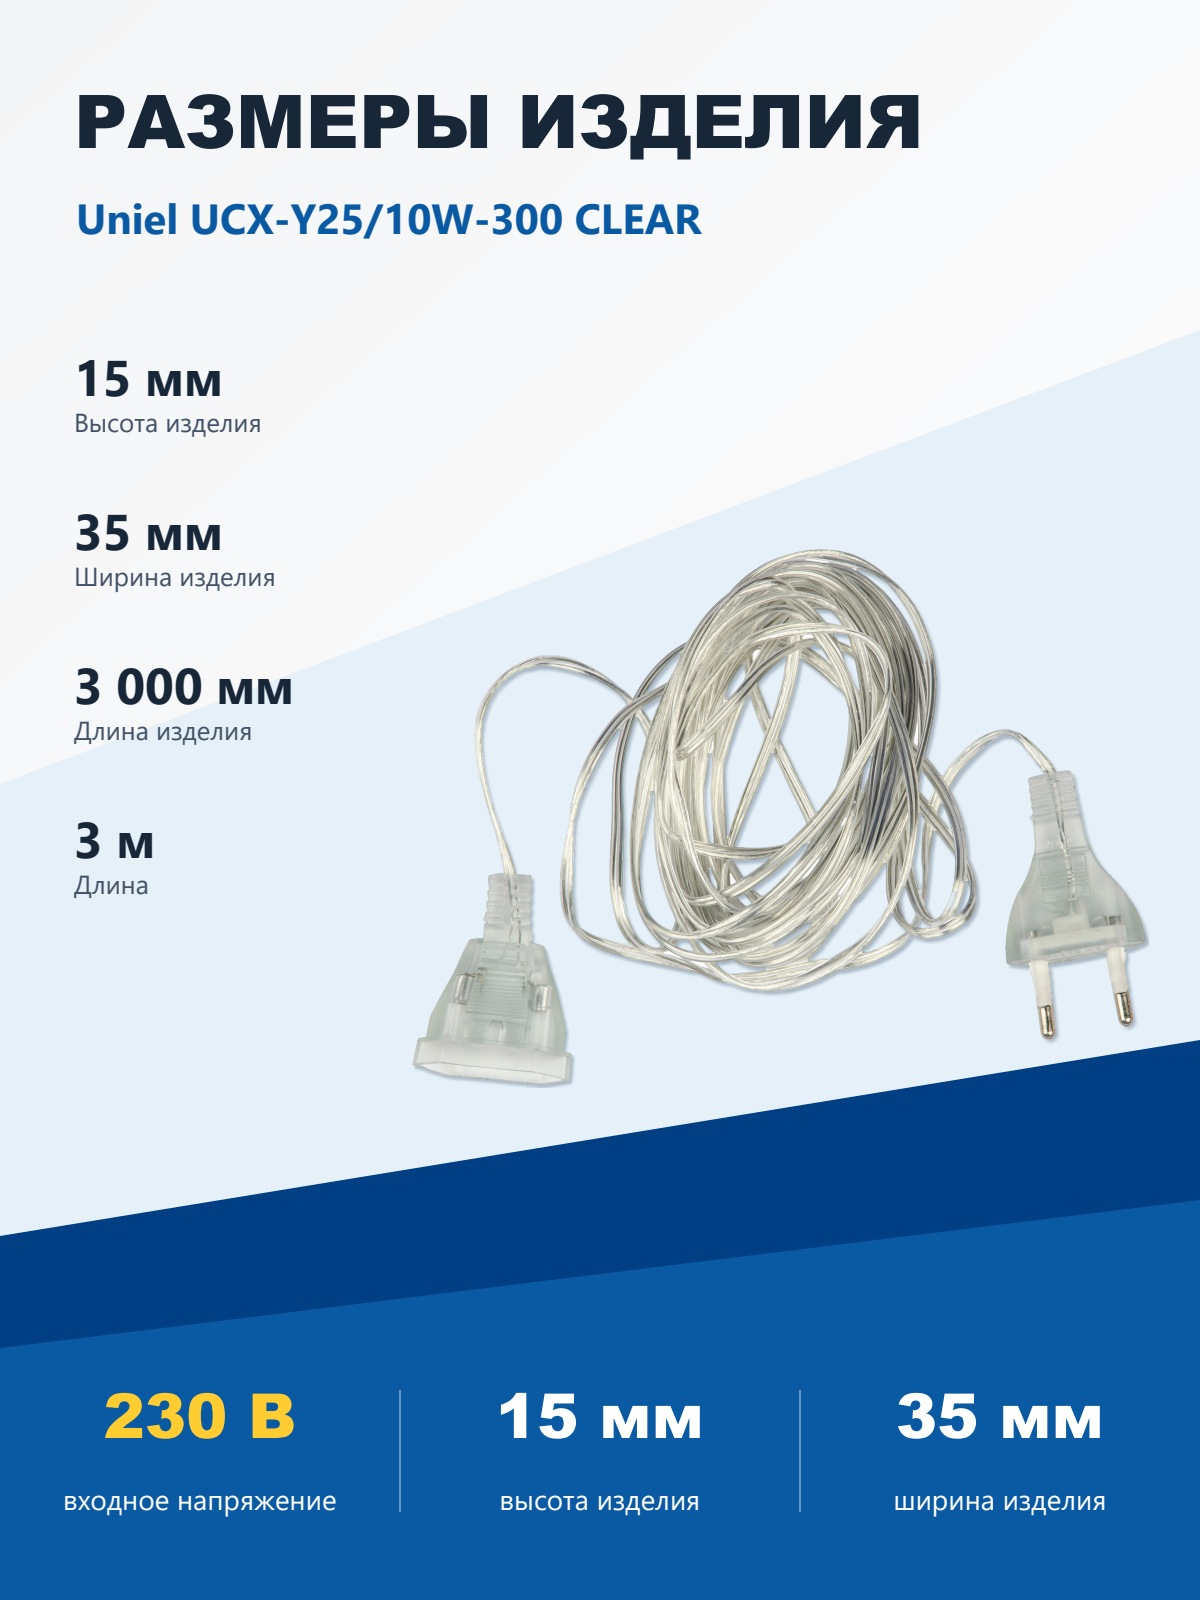 РАЗМЕРЫ ИЗДЕЛИЯ
Uniel UCX-Y25/10W-300 CLEAR
15 мм
Высота изделия
35 мм
Ширина изделия
3 000 мм
Длина изделия
3 м
Длина
230 В
входное напряжение
15 мм
высота изделия
35 мм
ширина изделия